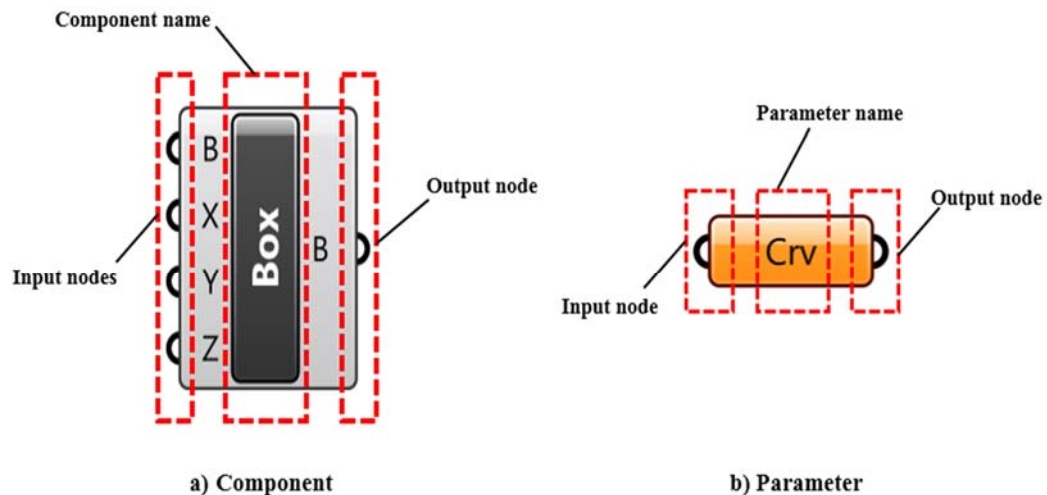 Component name
B
X
Y
Z
Box
B
Input nodes
Output node
a) Component
Parameter name
Crv
Input node
Output node
b) Parameter